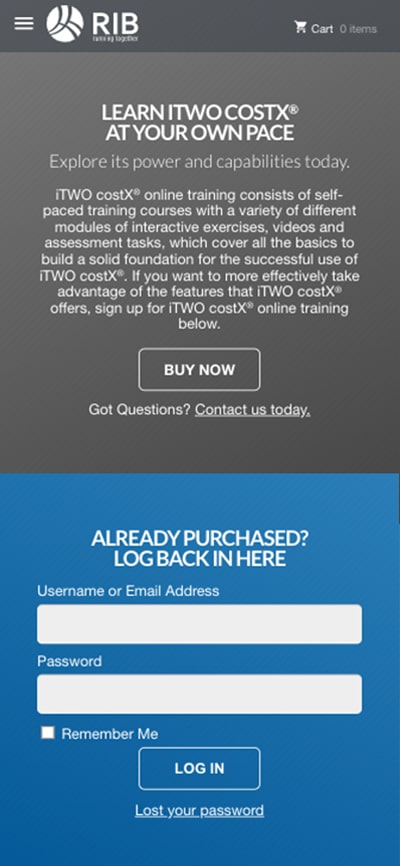 RIB
running together
Cart 0 items
LEARN ITWO COSTX®
AT YOUR OWN PACE
Explore its power and capabilities today.
iTWO costX® online training consists of self-
paced training courses with a variety of different
modules of interactive exercises, videos and
assessment tasks, which cover all the basics to
build a solid foundation for the successful use of
iTWO costX®. If you want to more effectively take
advantage of the features that iTWO costX®
offers, sign up for iTWO costX® online training
below.
BUY NOW
Got Questions? Contact us today.
ALREADY PURCHASED?
LOG BACK IN HERE
Username or Email Address
Password
Remember Me
LOG IN
Lost your password